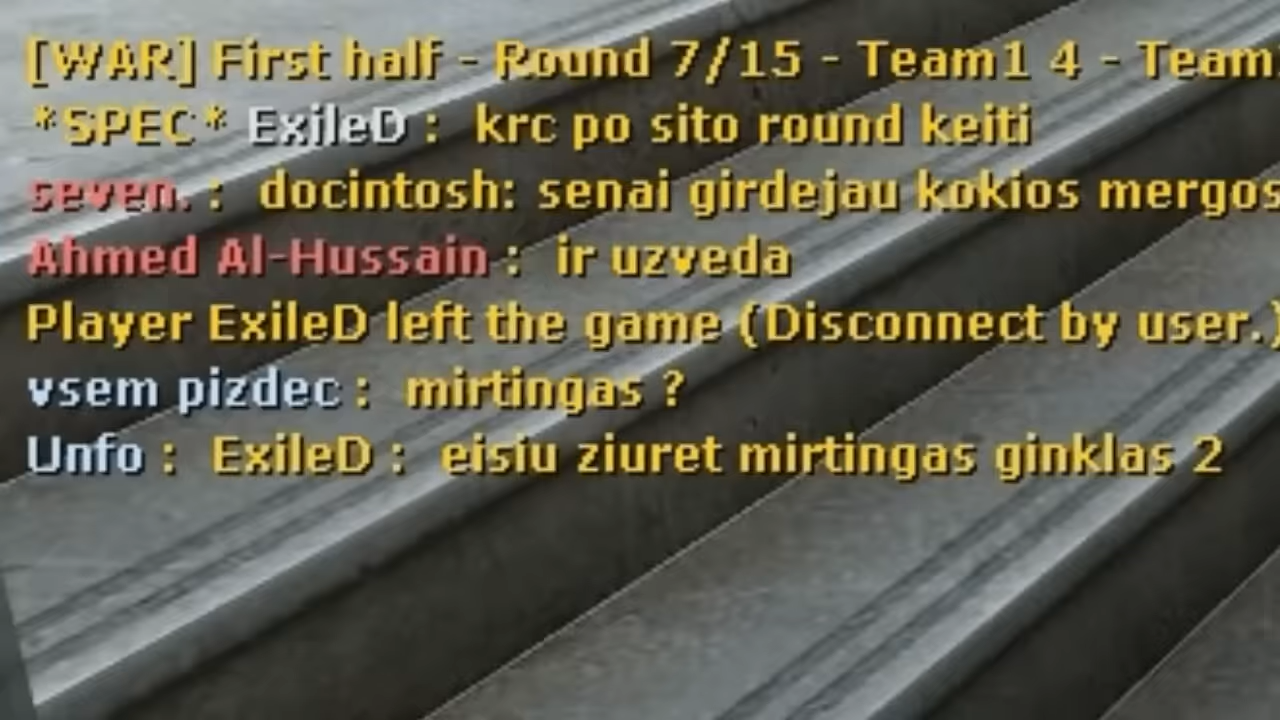 [WAR] First half - Round 7/15 - Team1 4 - Team
*SPEC* ExileD : krc po sito round keiti
seven. : docintosh: senai girdejau kokios mergos
Ahmed Al-Hussain : ir uzveda
Player ExileD left the game (Disconnect by user.)
vsem pizdec : mirtingas ?
Unfo : ExileD : eisiu ziuret mirtingas ginklas 2